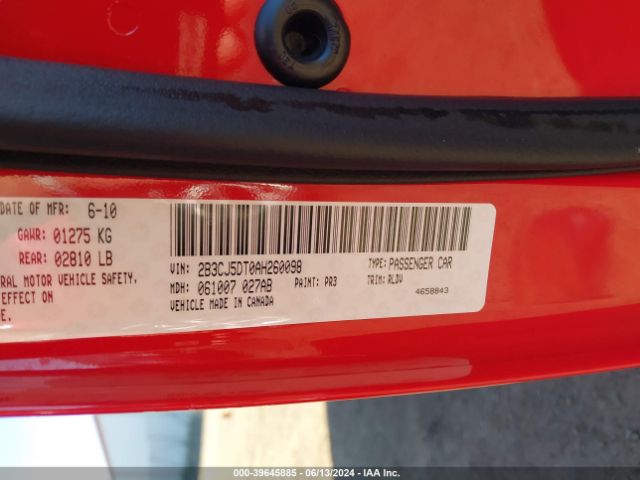 DATE OF MFR: 6-10
GAWR: 01275 KG
REAR: 02810 LB
RAL MOTOR VEHICLE SAFETY,
EFFECT ON
E.
VIN: 2B3CJ5DT0AH260098
TYPE: PASSENGER CAR
MDH: 061007 027AB
PAINT: PR3
TRIM: RLDV
VEHICLE MADE IN CANADA
4658843
000-39645885 - 06/13/2024 - IAA Inc.